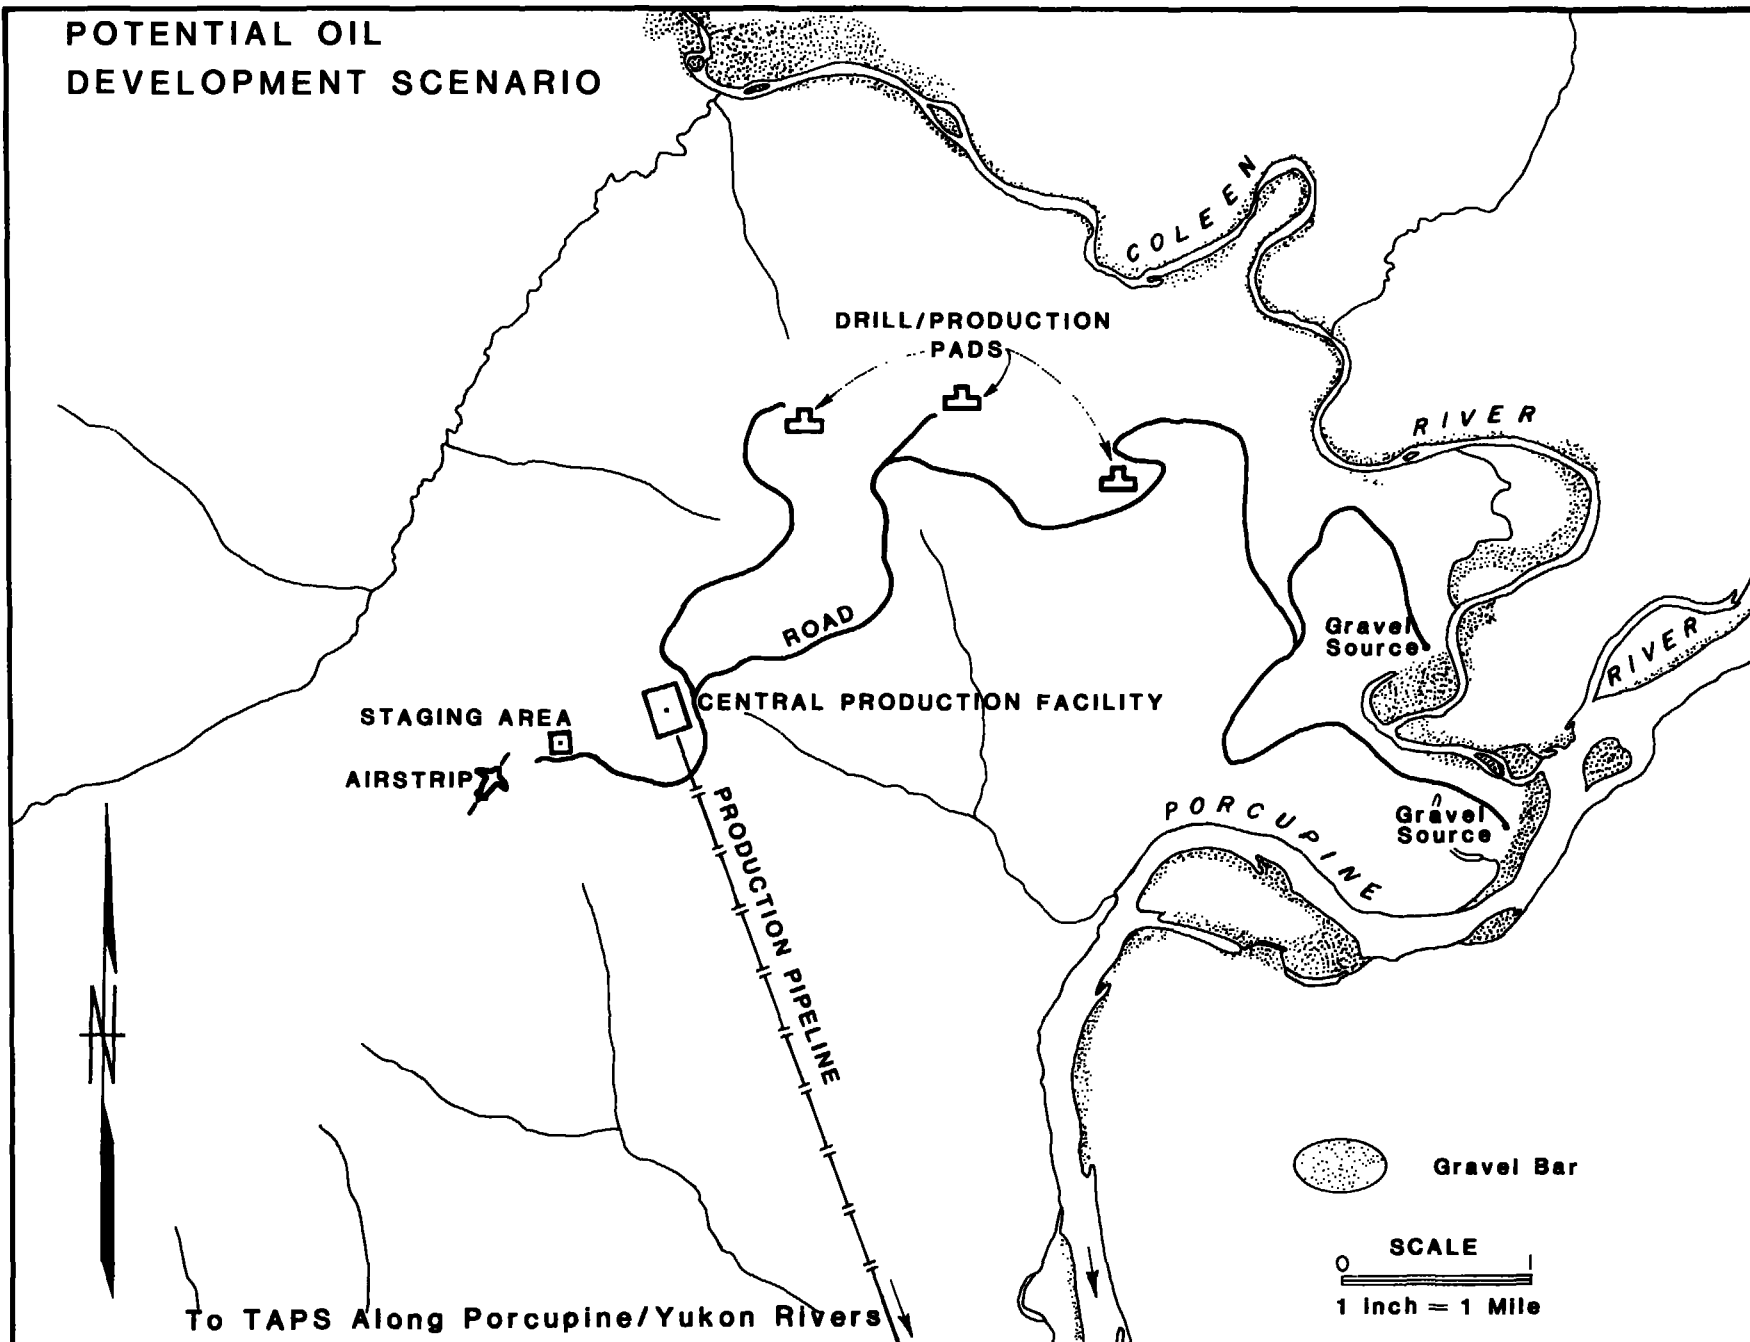 POTENTIAL OIL
DEVELOPMENT SCENARIO
COLEEN
RIVER
DRILL/PRODUCTION
PADS
ROAD
Gravel
Source
RIVER
CENTRAL PRODUCTION FACILITY
STAGING AREA
AIRSTRIP
PRODUCTION PIPELINE
PORCUPINE
Gravel
Source
N
Gravel Bar
SCALE
0 1
1 Inch = 1 Mile
To TAPS Along Porcupine/Yukon Rivers